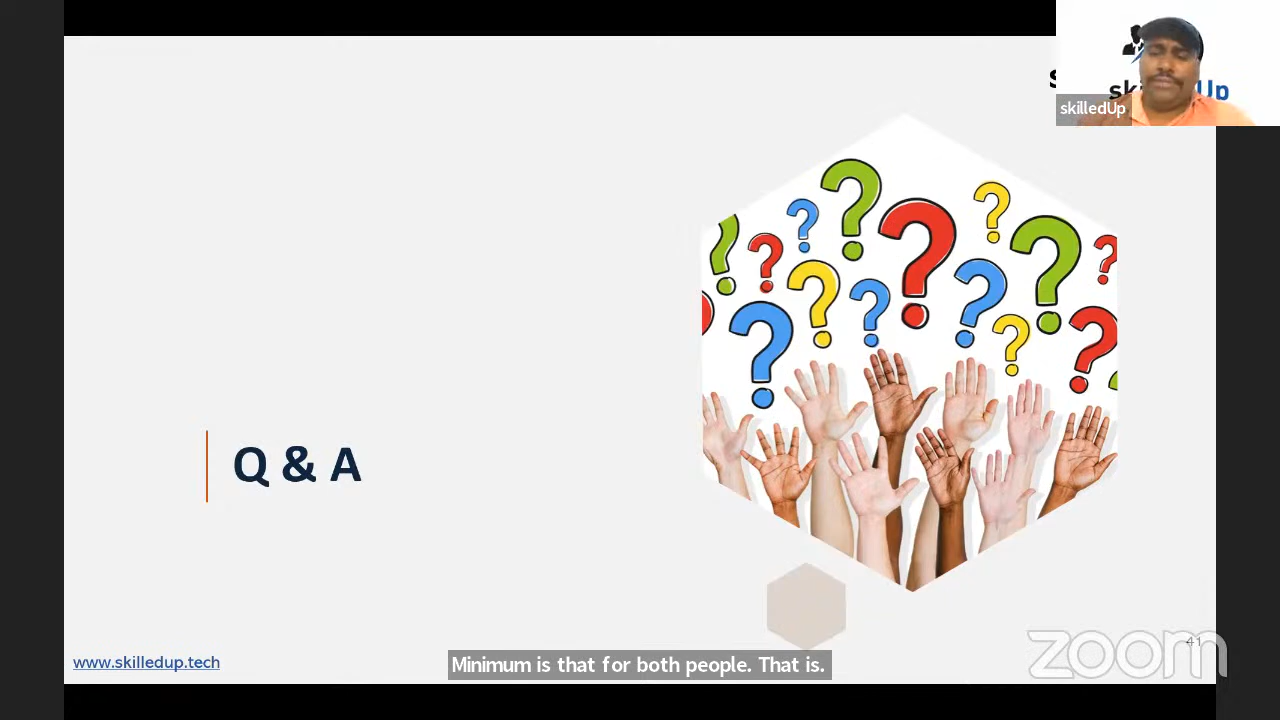 skilledUp
Q & A
41
www.skilledup.tech
Minimum is that for both people. That is.
zoom